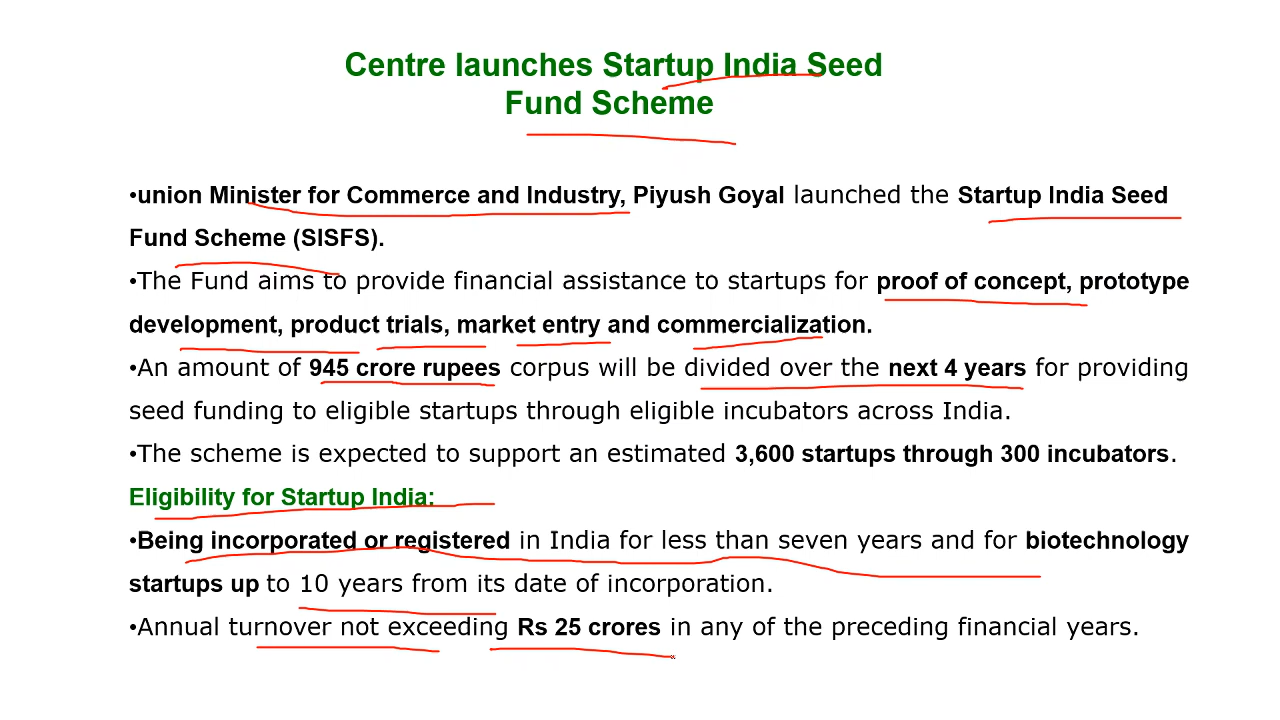 Centre launches Startup India Seed
Fund Scheme
•union Minister for Commerce and Industry, Piyush Goyal launched the Startup India Seed
Fund Scheme (SISFS).
•The Fund aims to provide financial assistance to startups for proof of concept, prototype
development, product trials, market entry and commercialization.
•An amount of 945 crore rupees corpus will be divided over the next 4 years for providing
seed funding to eligible startups through eligible incubators across India.
•The scheme is expected to support an estimated 3,600 startups through 300 incubators.
Eligibility for Startup India:
•Being incorporated or registered in India for less than seven years and for biotechnology
startups up to 10 years from its date of incorporation.
•Annual turnover not exceeding Rs 25 crores in any of the preceding financial years.